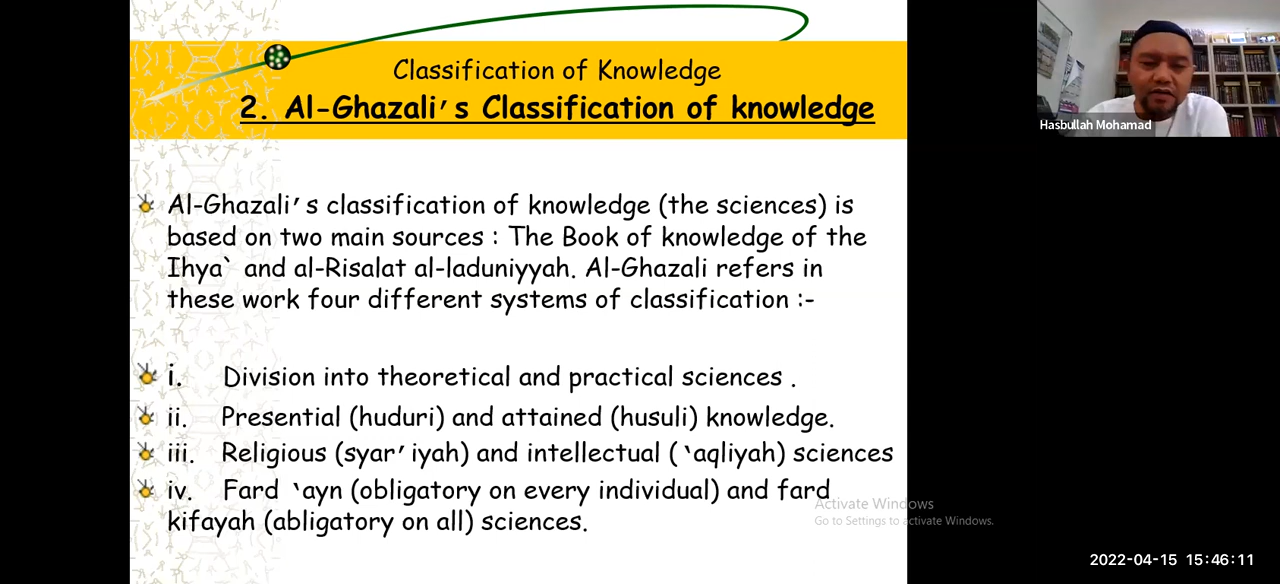 Classification of Knowledge
2. Al-Ghazali’s Classification of knowledge
Al-Ghazali’s classification of knowledge (the sciences) is
based on two main sources : The Book of knowledge of the
Ihya` and al-Risalat al-laduniyyah. Al-Ghazali refers in
these work four different systems of classification :-
i. Division into theoretical and practical sciences .
ii. Presential (huduri) and attained (husuli) knowledge.
iii. Religious (syar’iyah) and intellectual (‘aqliyah) sciences
iv. Fard ‘ayn (obligatory on every individual) and fard
kifayah (abligatory on all) sciences.
Hasbullah Mohamad
Activate Windows
Go to Settings to activate Windows.
2022-04-15 15:46:11